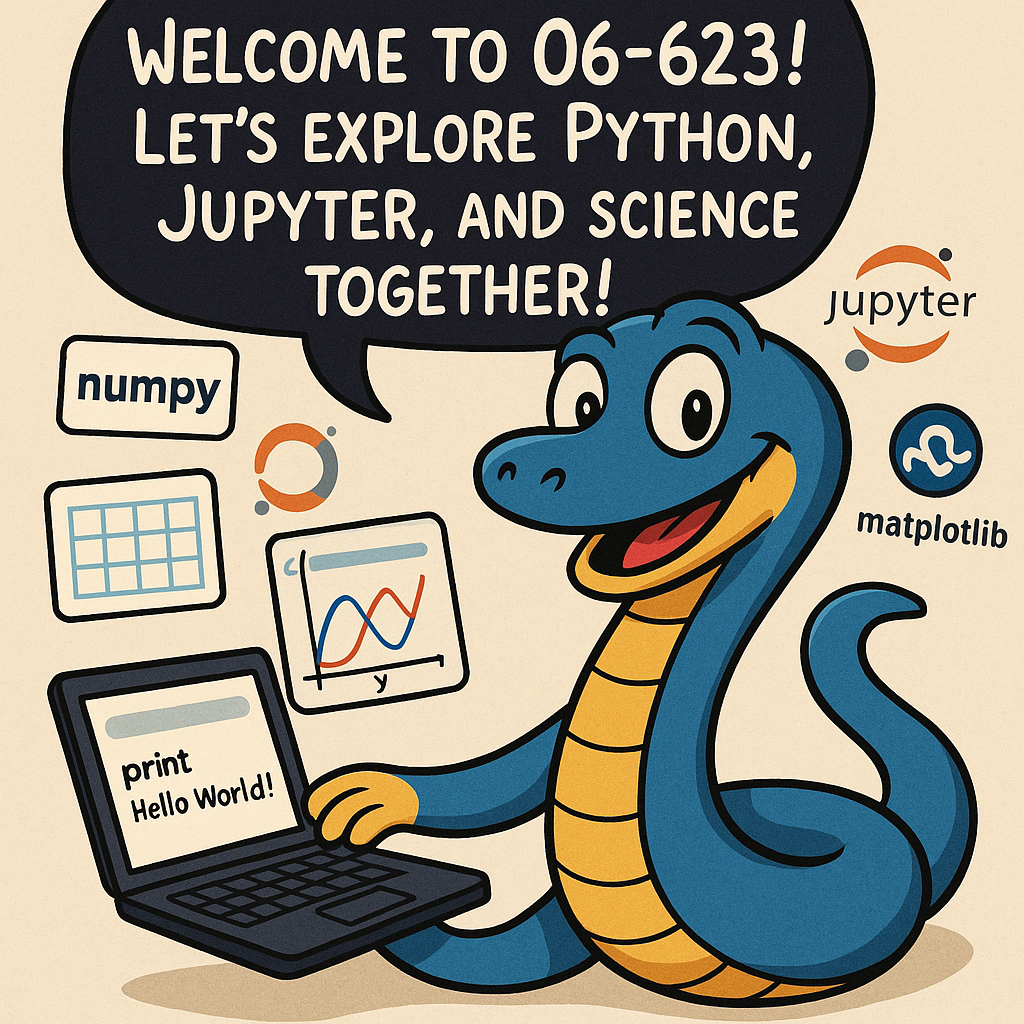 WELCOME TO 06-623!
LET'S EXPLORE PYTHON,
JUPYTER, AND SCIENCE
TOGETHER!
jupyter
numpy
matplotlib
y
print
Hello World!